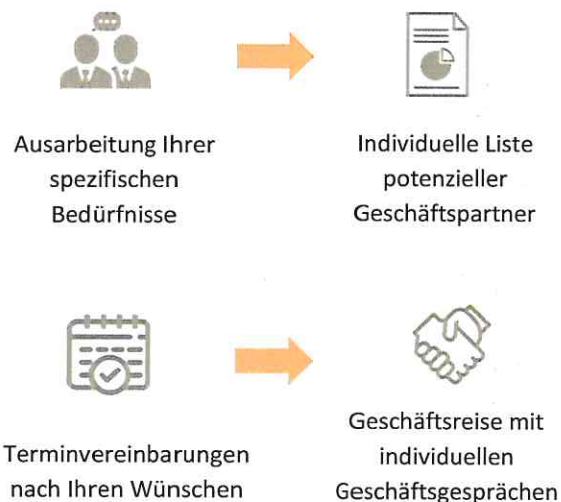 Ausarbeitung Ihrer
spezifischen
Bedürfnisse
Individuelle Liste
potenzieller
Geschäftspartner
Terminvereinbarungen
nach Ihren Wünschen
Geschäftsreise mit
individuellen
Geschäftsgesprächen